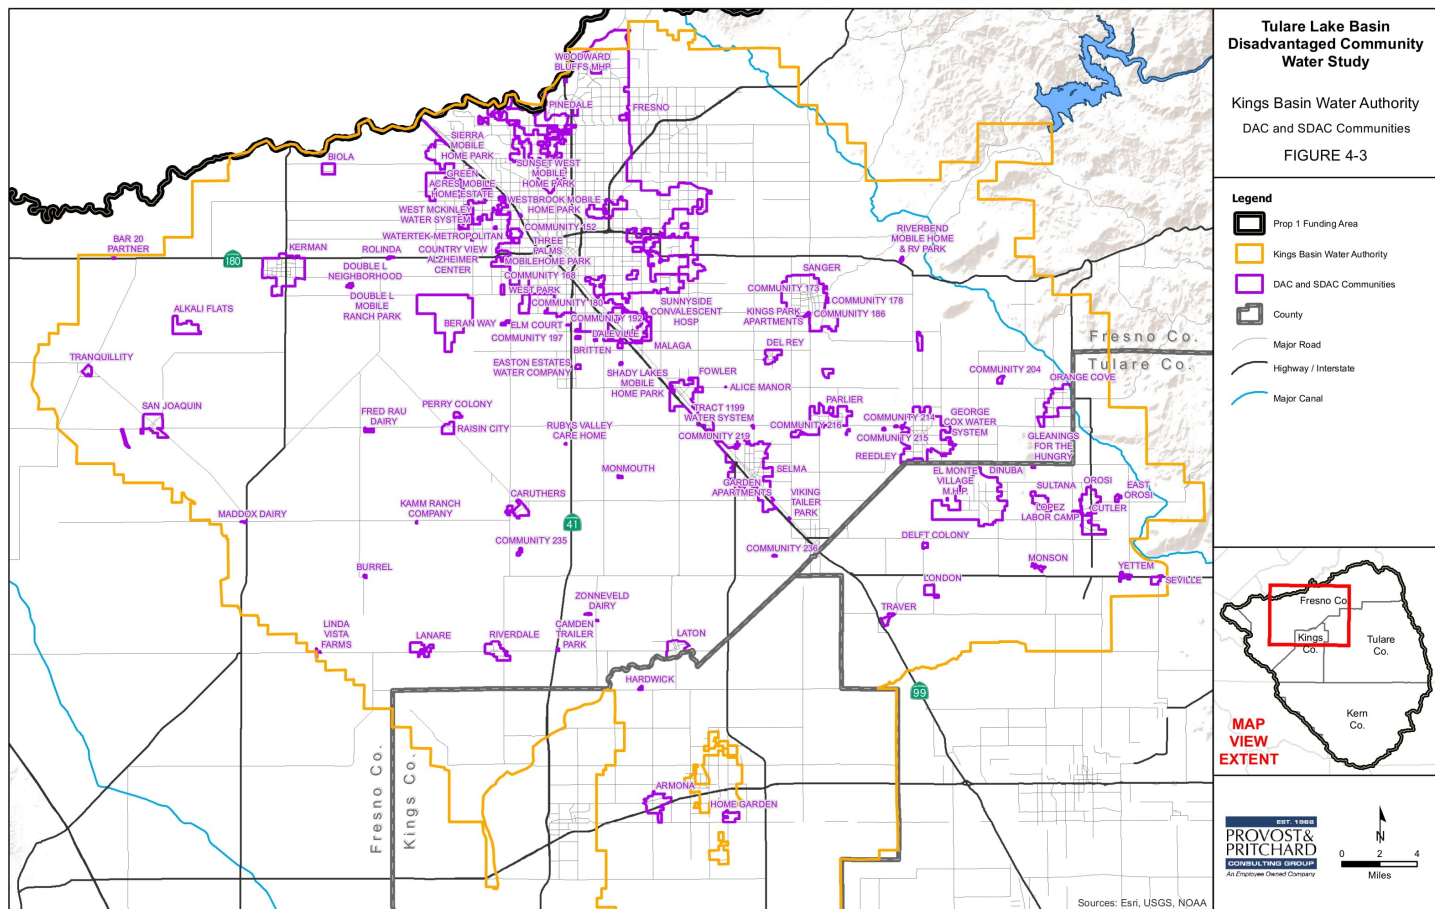 Tulare Lake Basin
Disadvantaged Community
Water Study
Kings Basin Water Authority
DAC and SDAC Communities
FIGURE 4-3
Legend
Prop 1 Funding Area
Kings Basin Water Authority
DAC and SDAC Communities
County
Major Road
Highway / Interstate
Major Canal
Fresno Co.
Kings
Co.
Tulare
Co.
Kern
Co.
MAP
VIEW
EXTENT
EST. 1968
PROVOST&
PRITCHARD
CONSULTING GROUP
An Employee Owned Company
N
0 2 4
Miles
WOODWARD
BLUFFS MHP
PINEDALE
FRESNO
SIERRA
MOBILE
HOME PARK
BIOLA
SUNSET WEST
MOBILE
HOME PARK
GREEN
ACRES MOBILE
HOME ESTATE
WESTBROOK MOBILE
HOME PARK
WEST MCKINLEY
WATER SYSTEM
COMMUNITY 152
WATERTEK-METROPOLITAN
BAR 20
PARTNER
180
KERMAN
ROLINDA
COUNTRY VIEW
ALZHEIMER
CENTER
THREE
PALMS
MOBILEHOME PARK
RIVERBEND
MOBILE HOME
& RV PARK
DOUBLE L
NEIGHBORHOOD
COMMUNITY 168
SANGER
DOUBLE L
MOBILE
RANCH PARK
WEST PARK
COMMUNITY 173
COMMUNITY 178
ALKALI FLATS
COMMUNITY 180
SUNNYSIDE
CONVALESCENT
HOSP
KINGS PARK
APARTMENTS
COMMUNITY 186
BERAN WAY
ELM COURT
COMMUNITY 192
DALEVILLE
COMMUNITY 197
MALAGA
BRITTEN
DEL REY
Fresno Co.
Tulare Co.
TRANQUILLITY
EASTON ESTATES
WATER COMPANY
SHADY LAKES
MOBILE
HOME PARK
FOWLER
ALICE MANOR
COMMUNITY 204
ORANGE COVE
SAN JOAQUIN
FRED RAU
DAIRY
PERRY COLONY
RAISIN CITY
RUBYS VALLEY
CARE HOME
TRACT 1199
WATER SYSTEM
PARLIER
COMMUNITY 214
COMMUNITY 216
COMMUNITY 215
GEORGE
COX WATER
SYSTEM
COMMUNITY 219
REEDLEY
GLEANINGS
FOR THE
HUNGRY
MONMOUTH
SELMA
GARDEN
APARTMENTS
VIKING
TAILER
PARK
EL MONTE
VILLAGE
M.H.P.
DINUBA
SULTANA
OROSI
EAST
OROSI
LOPEZ
LABOR CAMP
CUTLER
MADDOX DAIRY
KAMM RANCH
COMPANY
CARUTHERS
41
COMMUNITY 235
COMMUNITY 236
DELFT COLONY
MONSON
YETTEM
SEVILLE
BURREL
LONDON
ZONNEVELD
DAIRY
TRAVER
LINDA
VISTA
FARMS
LANARE
RIVERDALE
CAMDEN
TRAILER
PARK
LATON
HARDWICK
99
Fresno Co.
Kings Co.
ARMONA
HOME GARDEN
Sources: Esri, USGS, NOAA